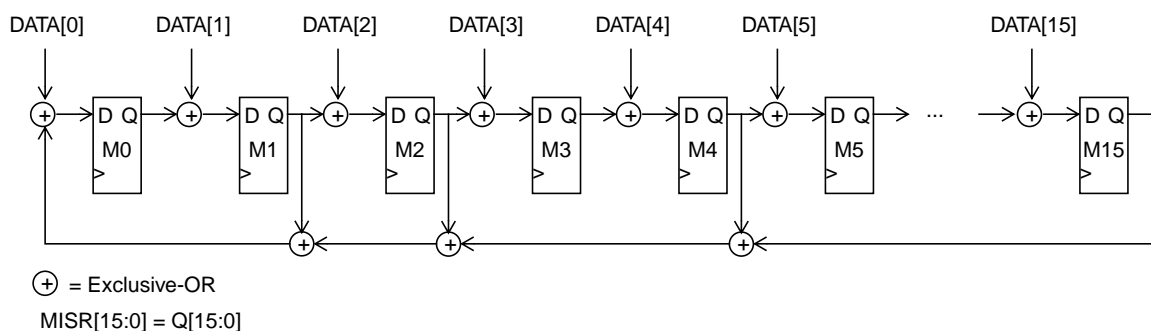 DATA[0] DATA[1] DATA[2] DATA[3] DATA[4] DATA[5] DATA[15]
+ + + + + + +
D Q D Q D Q D Q D Q D Q ... D Q
M0 M1 M2 M3 M4 M5 M15
> > > > > > >
+ + +
+ = Exclusive-OR
MISR[15:0] = Q[15:0]